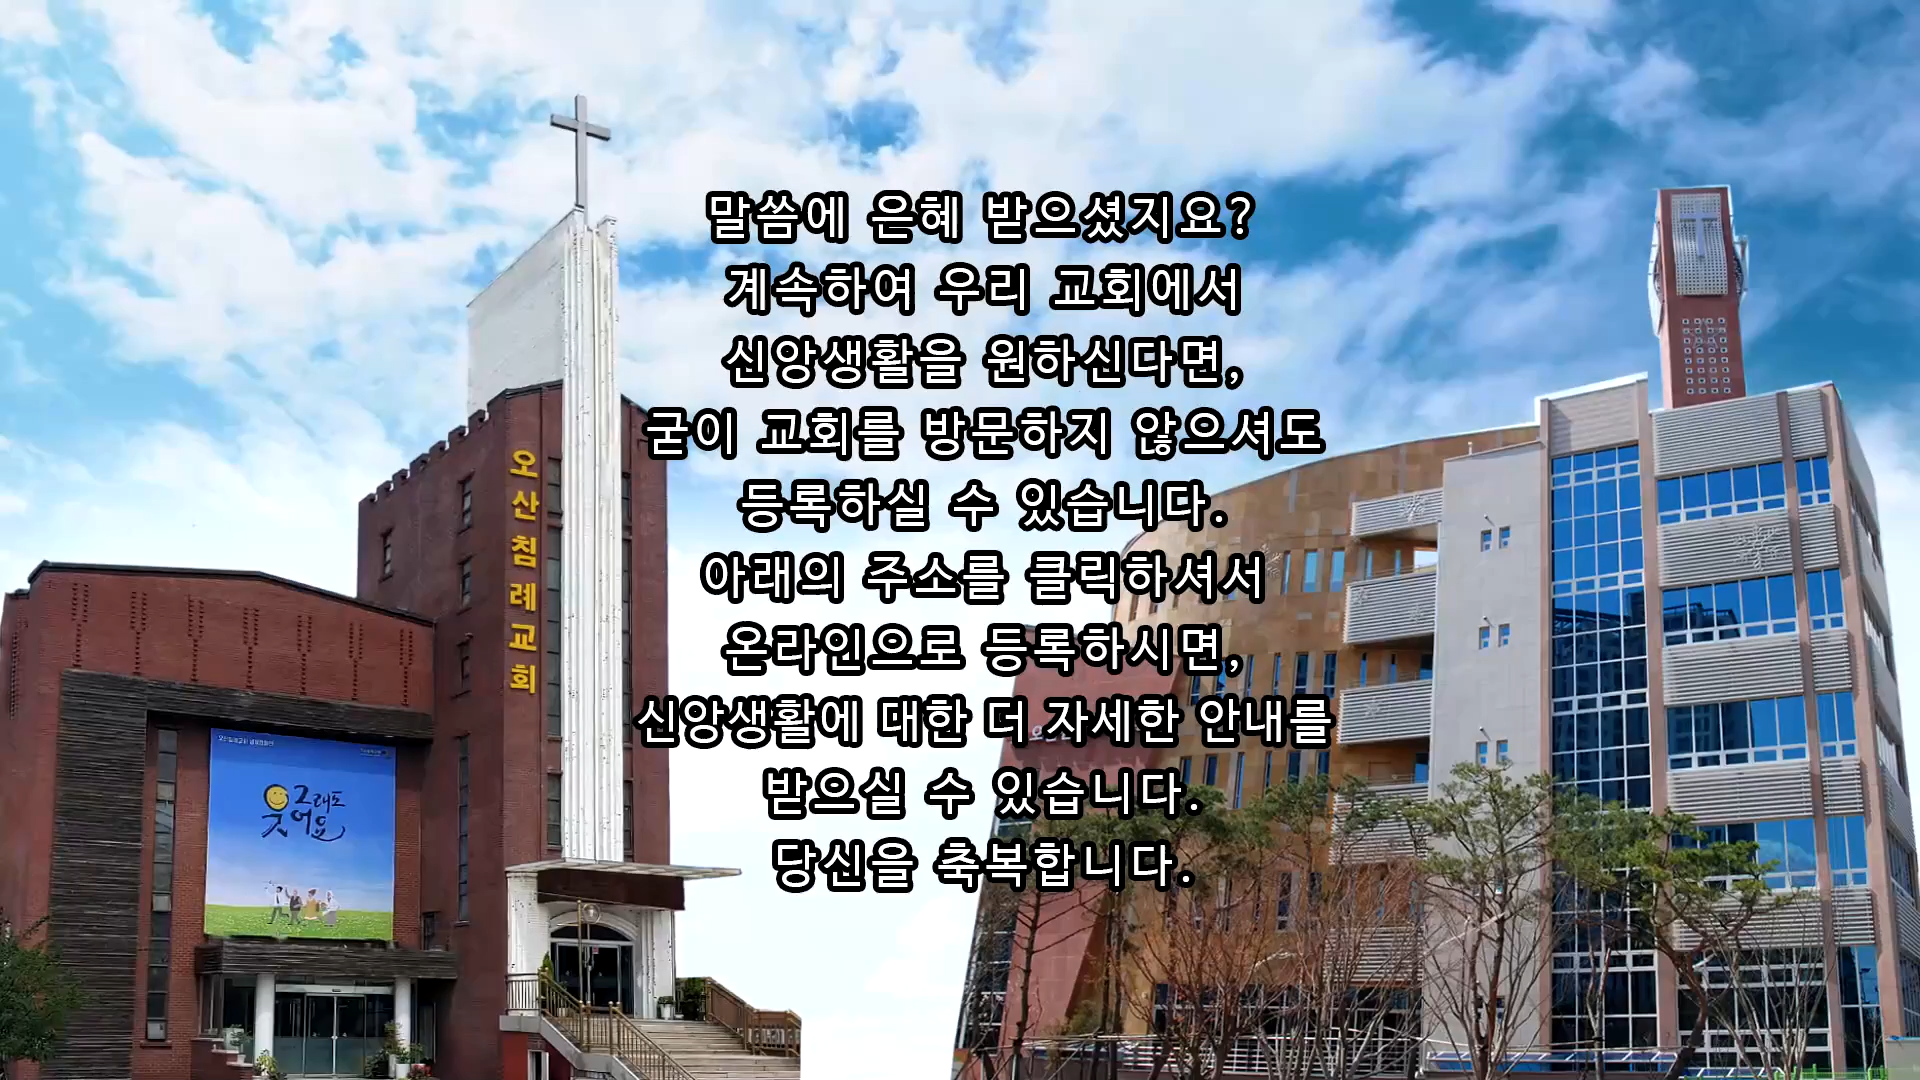 말씀에 은혜 받으셨지요?
계속하여 우리 교회에서
신앙생활을 원하신다면,
굳이 교회를 방문하지 않으셔도
등록하실 수 있습니다.
아래의 주소를 클릭하셔서
온라인으로 등록하시면,
신앙생활에 대한 더 자세한 안내를
받으실 수 있습니다.
당신을 축복합니다.
오산침례교회
그래도
웃어요